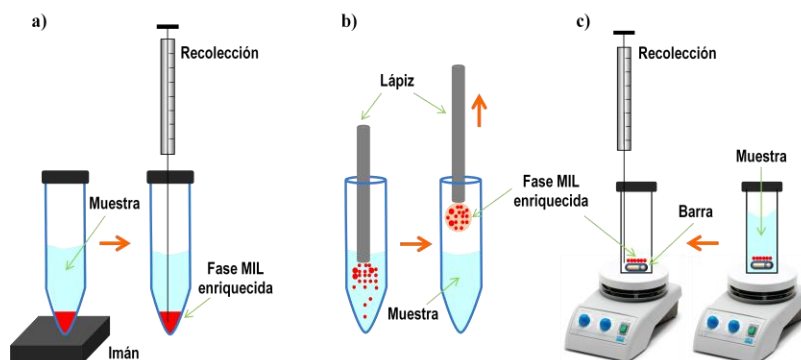 a)
Recolección
Muestra
Fase MIL
enriquecida
Imán
b)
Lápiz
Fase MIL
enriquecida
Muestra
c)
Recolección
Muestra
Barra